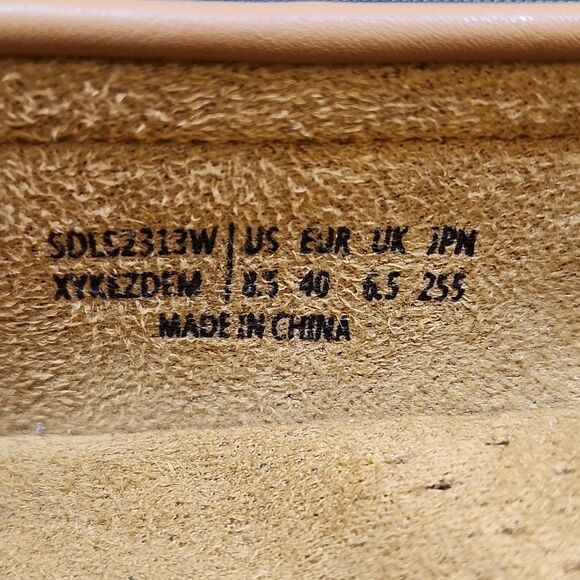 SDLS2313W | US EUR UK JPN
XYKEZDEM | 8.5 40 6.5 255
MADE IN CHINA